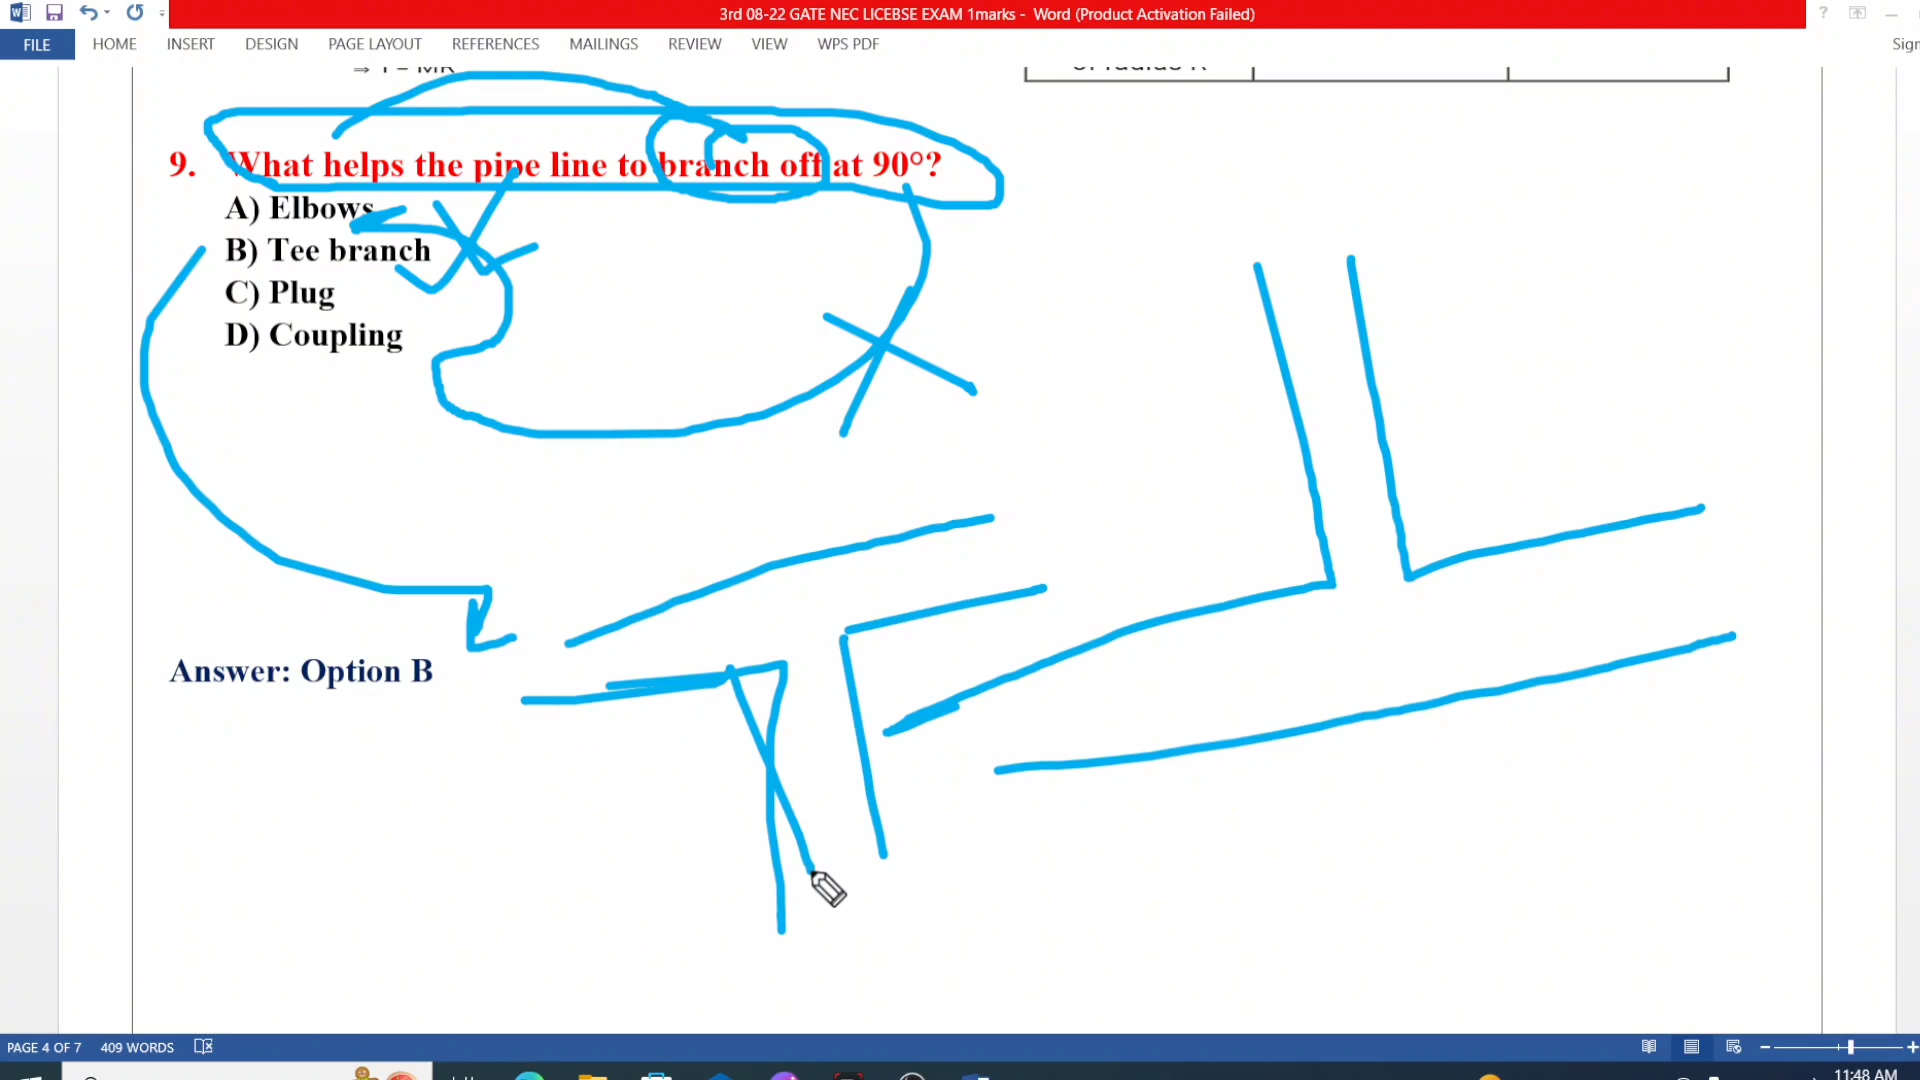 3rd 08-22 GATE NEC LICEBSE EXAM 1marks - Word (Product Activation Failed)
FILE HOME INSERT DESIGN PAGE LAYOUT REFERENCES MAILINGS REVIEW VIEW WPS PDF Sign
9. What helps the pipe line to branch off at 90°?
A) Elbows
B) Tee branch
C) Plug
D) Coupling
Answer: Option B
PAGE 4 OF 7 409 WORDS
11:48 AM